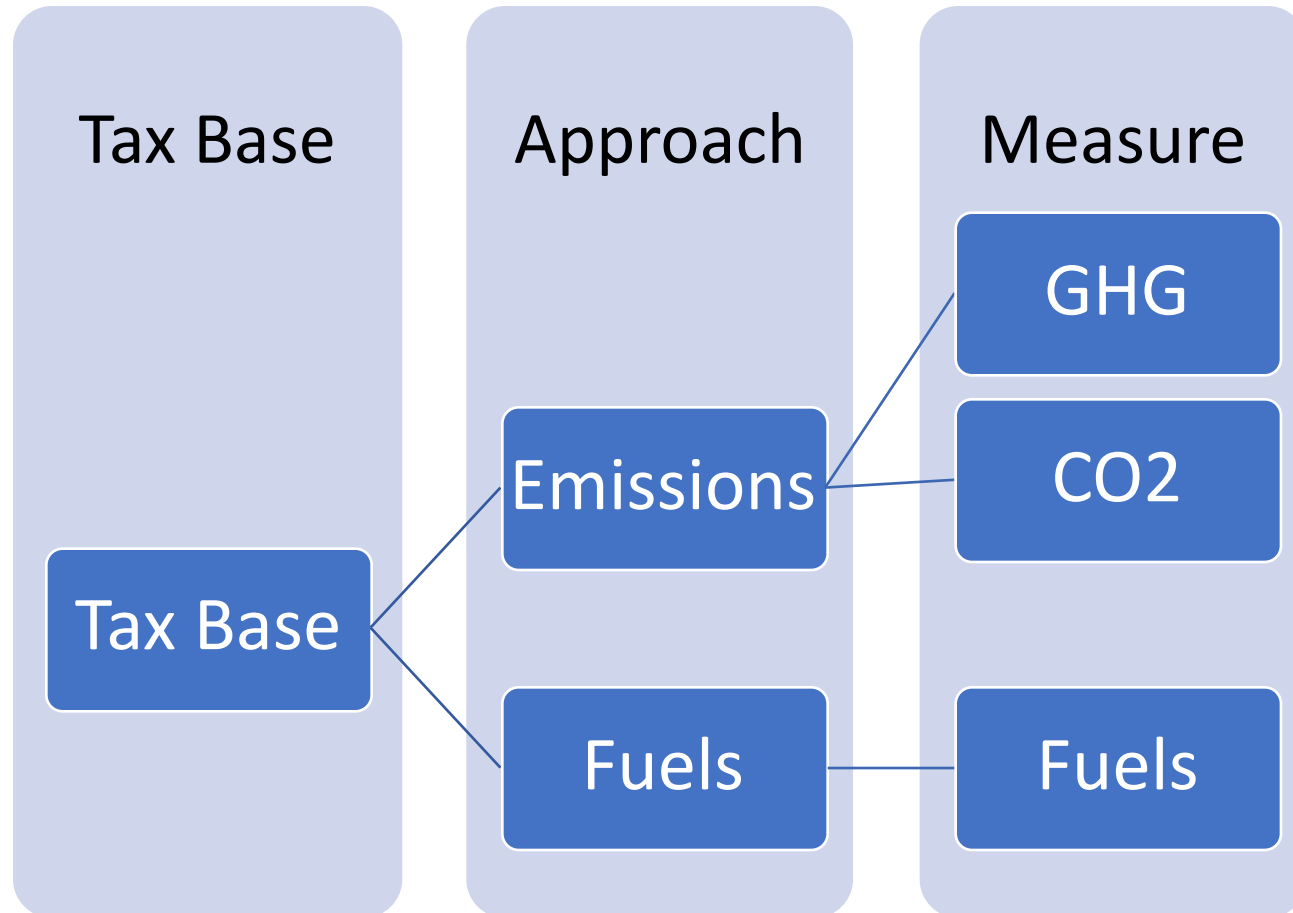 Tax Base
Approach
Measure
GHG
CO2
Emissions
Tax Base
Fuels
Fuels